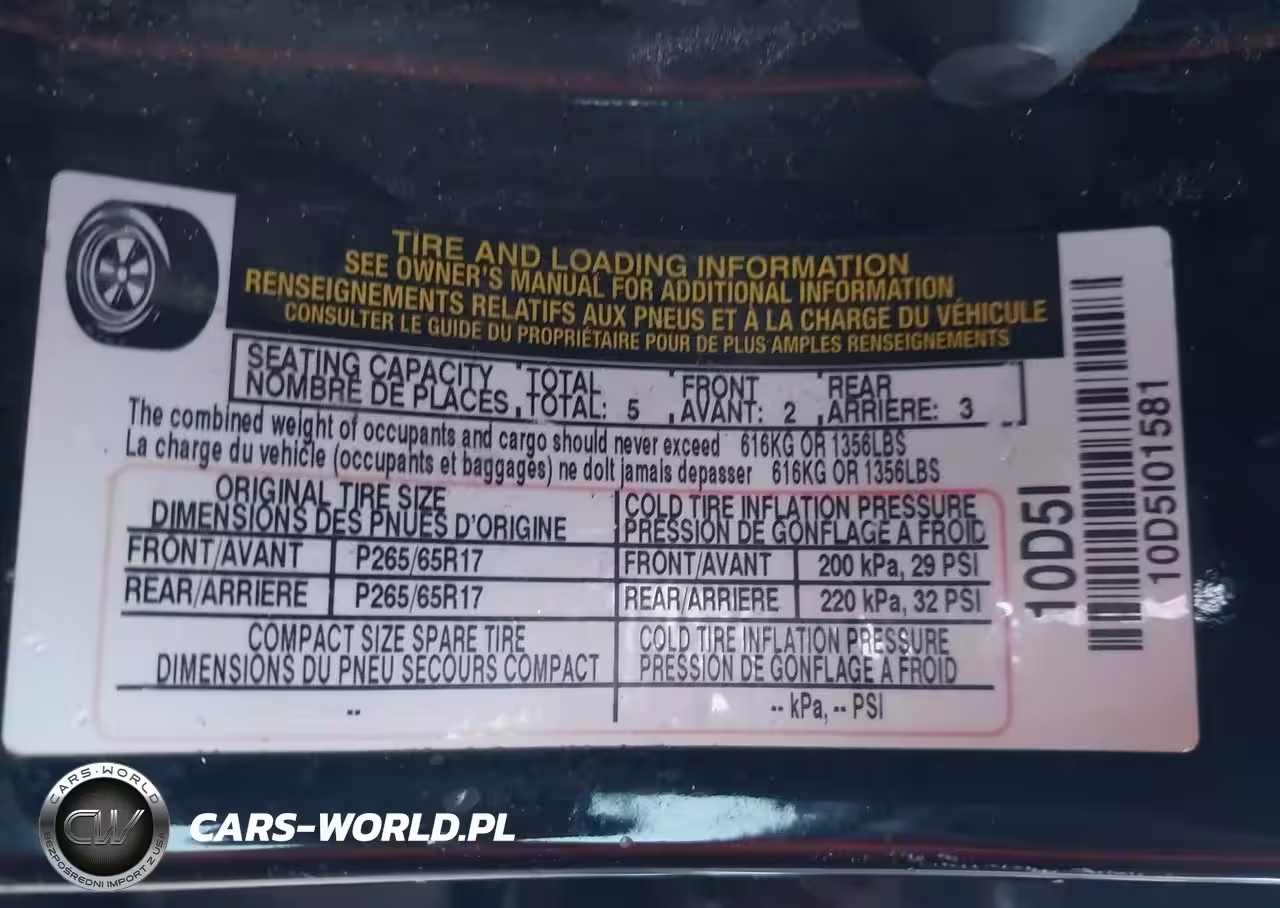 TIRE AND LOADING INFORMATION
SEE OWNER'S MANUAL FOR ADDITIONAL INFORMATION
RENSEIGNEMENTS RELATIFS AUX PNEUS ET À LA CHARGE DU VÉHICULE
CONSULTER LE GUIDE DU PROPRIÉTAIRE POUR DE PLUS AMPLES RENSEIGNEMENTS
SEATING CAPACITY TOTAL FRONT REAR
NOMBRE DE PLACES TOTAL: 5 AVANT: 2 ARRIERE: 3
The combined weight of occupants and cargo should never exceed 616KG OR 1356LBS
La charge du vehicle (occupants et baggages) ne dolt jamais depasser 616KG OR 1356LBS
ORIGINAL TIRE SIZE COLD TIRE INFLATION PRESSURE
DIMENSIONS DES PNUES D'ORIGINE PRESSION DE GONFLAGE A FROID
FRONT/AVANT P265/65R17 FRONT/AVANT 200 kPa, 29 PSI
REAR/ARRIERE P265/65R17 REAR/ARRIERE 220 kPa, 32 PSI
COMPACT SIZE SPARE TIRE COLD TIRE INFLATION PRESSURE
DIMENSIONS DU PNEU SECOURS COMPACT PRESSION DE GONFLAGE A FROID
-- -- kPa, -- PSI
10D5I
10D5I01581
CARS-WORLD
CW
BEZPOŚREDNI IMPORT Z USA
CARS-WORLD.PL